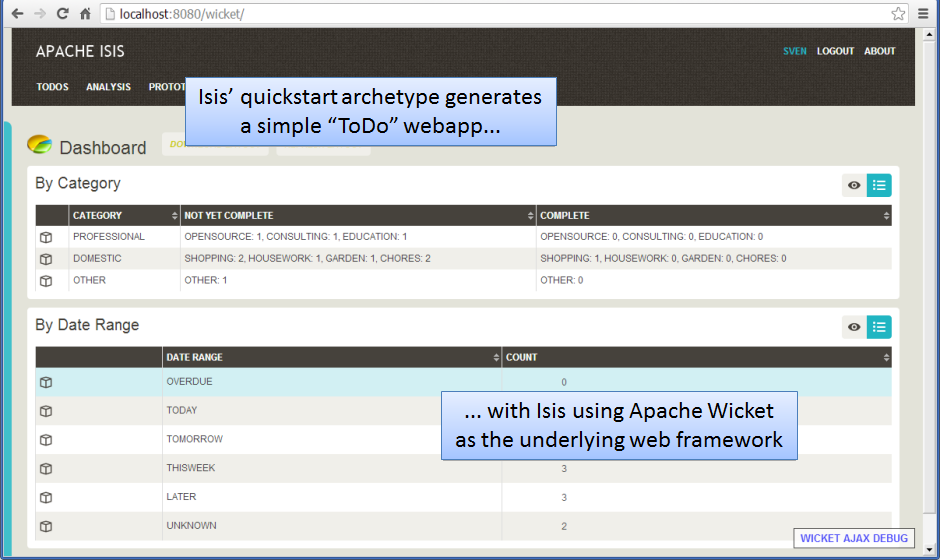 localhost:8080/wicket/
APACHE ISIS
SVEN LOGOUT ABOUT
TODOS ANALYSIS
Isis’ quickstart archetype generates
a simple “ToDo” webapp...
Dashboard
By Category
CATEGORY NOT YET COMPLETE COMPLETE
PROFESSIONAL OPENSOURCE: 1, CONSULTING: 1, EDUCATION: 1 OPENSOURCE: 0, CONSULTING: 0, EDUCATION: 0
DOMESTIC SHOPPING: 2, HOUSEWORK: 1, GARDEN: 1, CHORES: 2 SHOPPING: 1, HOUSEWORK: 0, GARDEN: 0, CHORES: 0
OTHER OTHER: 1 OTHER: 0
By Date Range
DATE RANGE COUNT
OVERDUE 0
TODAY
... with Isis using Apache Wicket
as the underlying web framework
TOMORROW
THISWEEK 3
LATER 3
UNKNOWN 2
WICKET AJAX DEBUG